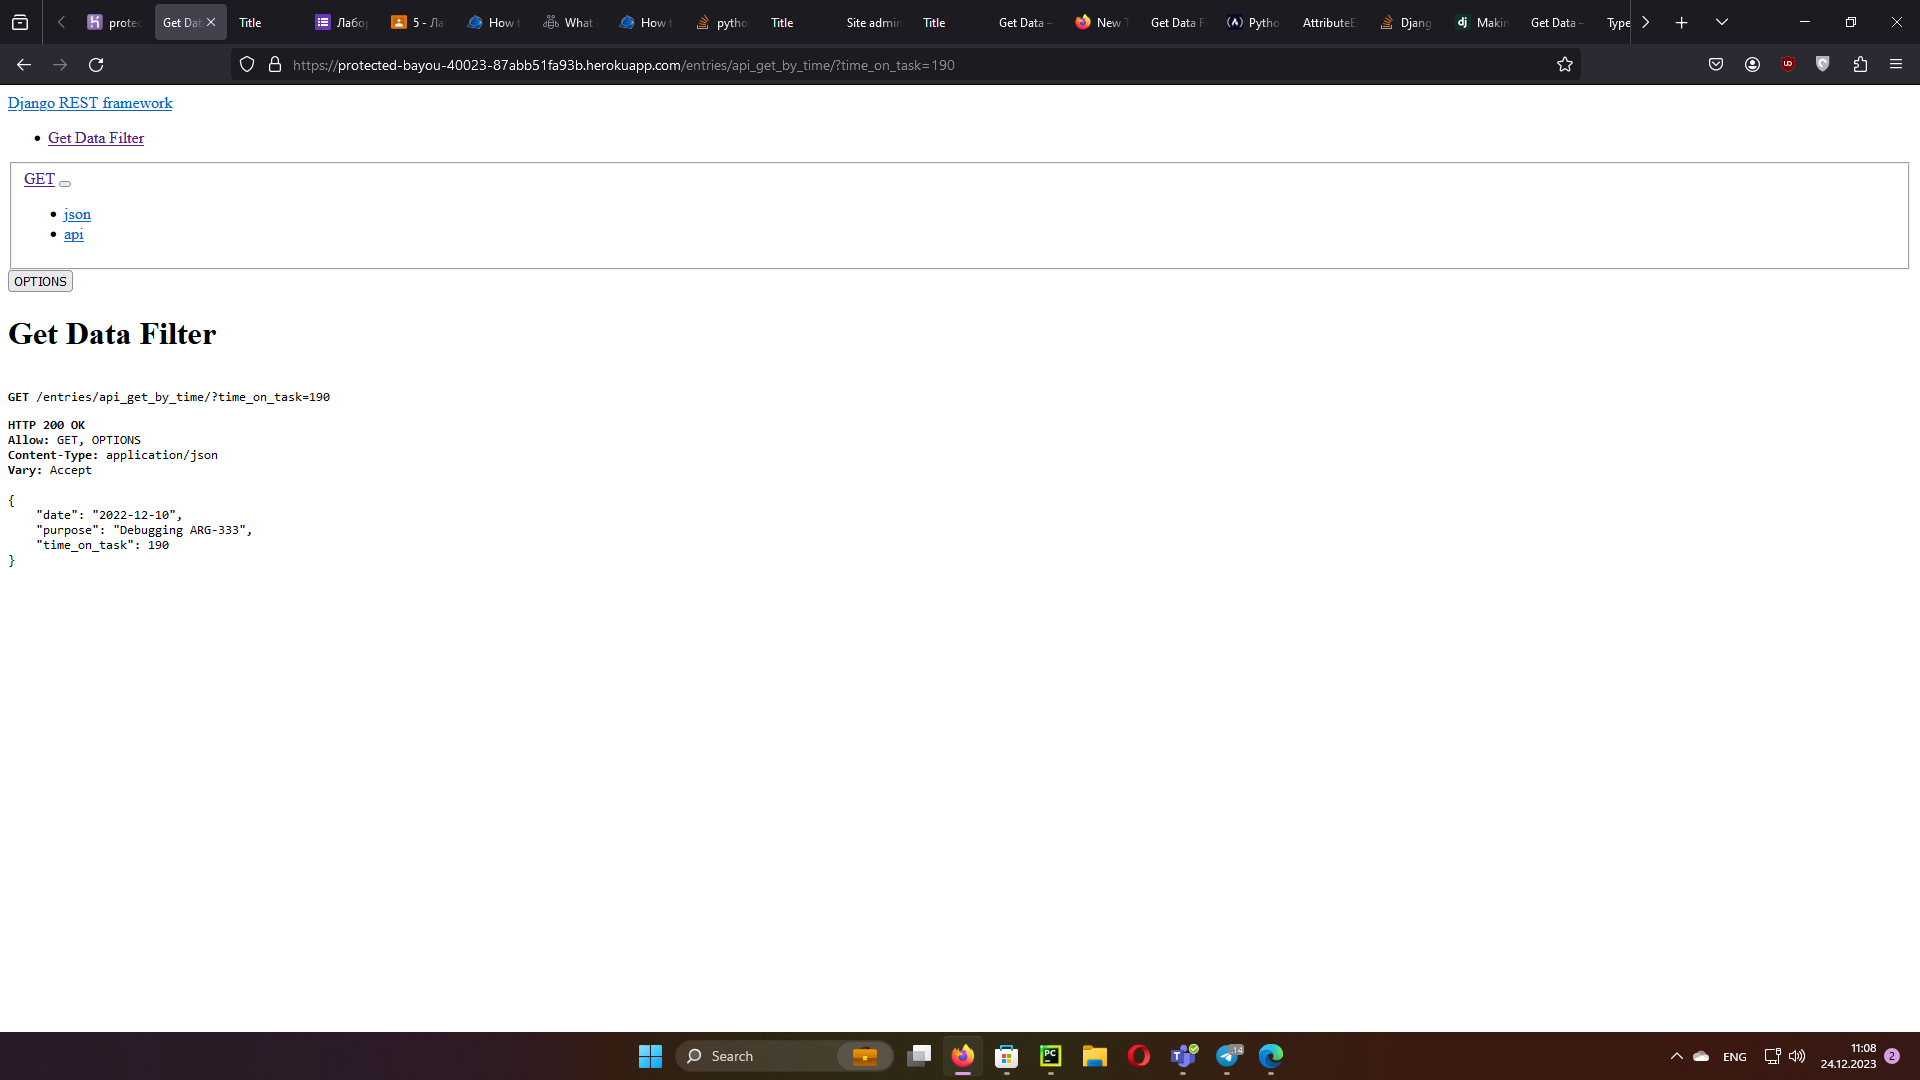 protec
Get Dat
Title
Лабор
5 - Ла
How t
What
How t
pytho
Title
Site admin
Title
Get Data –
New T
Get Data F
Pytho
AttributeE
Djang
Makin
Get Data –
Type
https://protected-bayou-40023-87abb51fa93b.herokuapp.com/entries/api_get_by_time/?time_on_task=190
Django REST framework
Get Data Filter
GET
json
api
OPTIONS
Get Data Filter
GET /entries/api_get_by_time/?time_on_task=190
HTTP 200 OK
Allow: GET, OPTIONS
Content-Type: application/json
Vary: Accept
{
"date": "2022-12-10",
"purpose": "Debugging ARG-333",
"time_on_task": 190
}
Search
ENG
11:08
24.12.2023
2